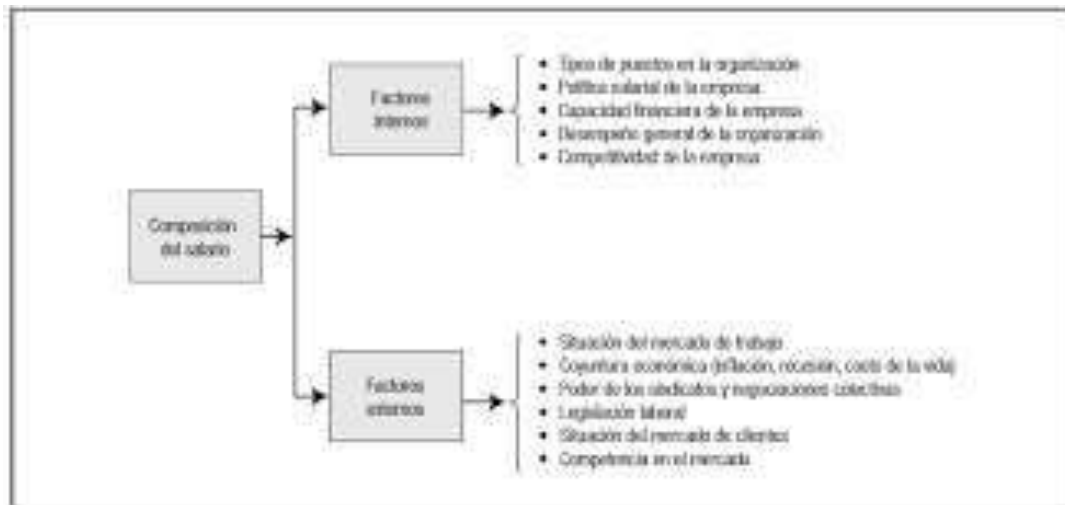 Composición
del salario
Factores
internos
• Tipos de puestos en la organización
• Política salarial de la empresa
• Capacidad financiera de la empresa
• Desempeño general de la organización
• Competitividad de la empresa
Factores
externos
• Situación del mercado de trabajo
• Coyuntura económica (inflación, recesión, costo de la vida)
• Poder de los sindicatos y negociaciones colectivas
• Legislación laboral
• Situación del mercado de clientes
• Competencia en el mercado